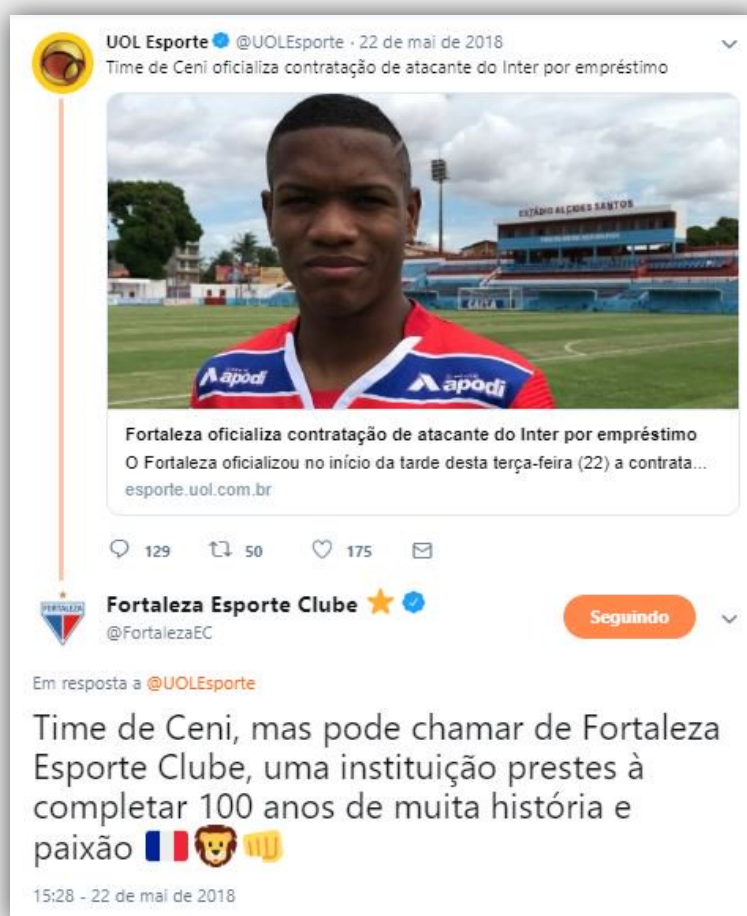 UOL Esporte @UOLEsporte · 22 de mai de 2018
Time de Ceni oficializa contratação de atacante do Inter por empréstimo
ESTÁDIO ALCIDES SANTOS
CAIXA
apodi
apodi
Fortaleza oficializa contratação de atacante do Inter por empréstimo
O Fortaleza oficializou no início da tarde desta terça-feira (22) a contrata...
esporte.uol.com.br
129 50 175
FORTALEZA
Fortaleza Esporte Clube
@FortalezaEC
Seguindo
Em resposta a @UOLEsporte
Time de Ceni, mas pode chamar de Fortaleza
Esporte Clube, uma instituição prestes à
completar 100 anos de muita história e
paixão 🇫🇷🦁👊
15:28 - 22 de mai de 2018